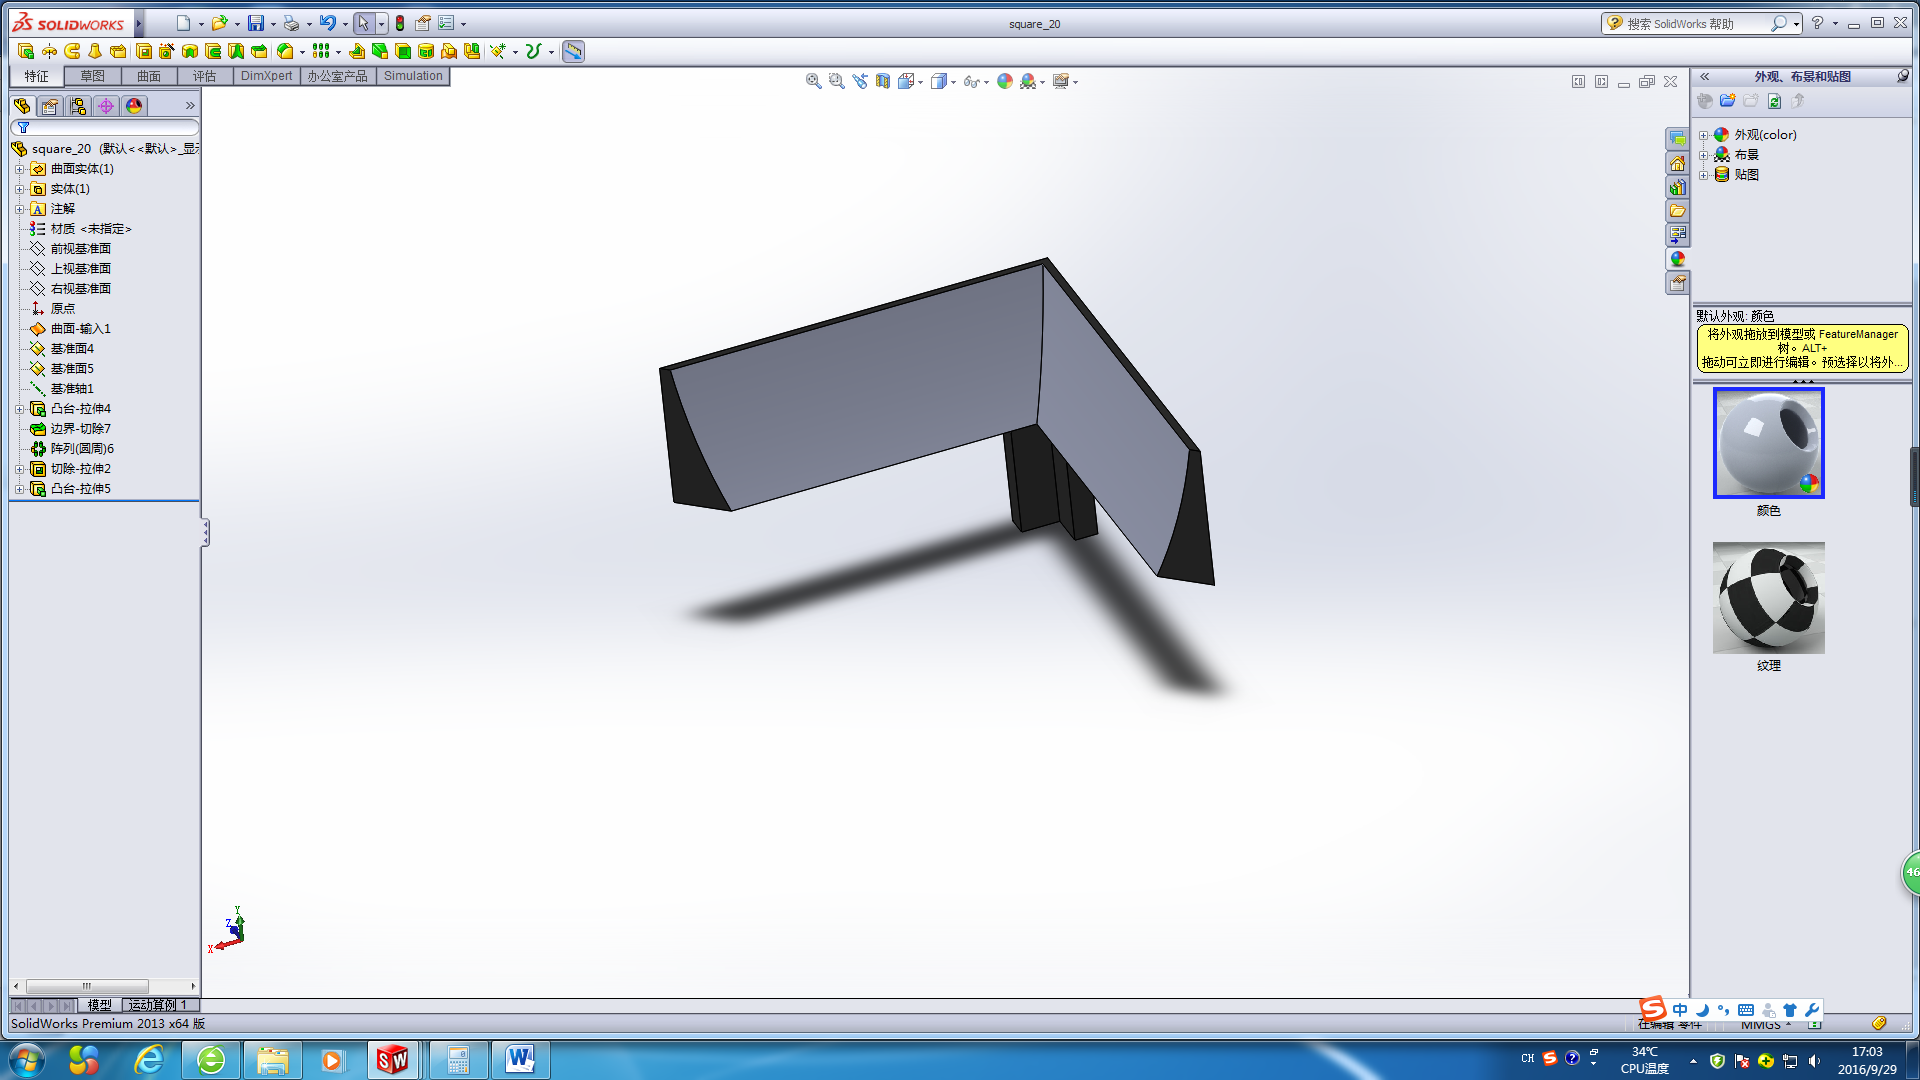 SOLIDWORKS
square_20
搜索 SolidWorks 帮助
特征 草图 曲面 评估 DimXpert 办公室产品 Simulation
square_20 (默认<<默认>_显
曲面实体(1)
实体(1)
注解
材质 <未指定>
前视基准面
上视基准面
右视基准面
原点
曲面-输入1
基准面4
基准面5
基准轴1
凸台-拉伸4
边界-切除7
阵列(圆周)6
切除-拉伸2
凸台-拉伸5
外观、布景和贴图
外观(color)
布景
贴图
默认外观: 颜色
将外观拖放到模型或 FeatureManager
树。ALT+
拖动可立即进行编辑。预选择以将外...
颜色
纹理
46
Y
Z
X
模型 运动算例 1
SolidWorks Premium 2013 x64 版
中
在编辑 零件 MMGS
CH
34℃
CPU温度
17:03
2016/9/29